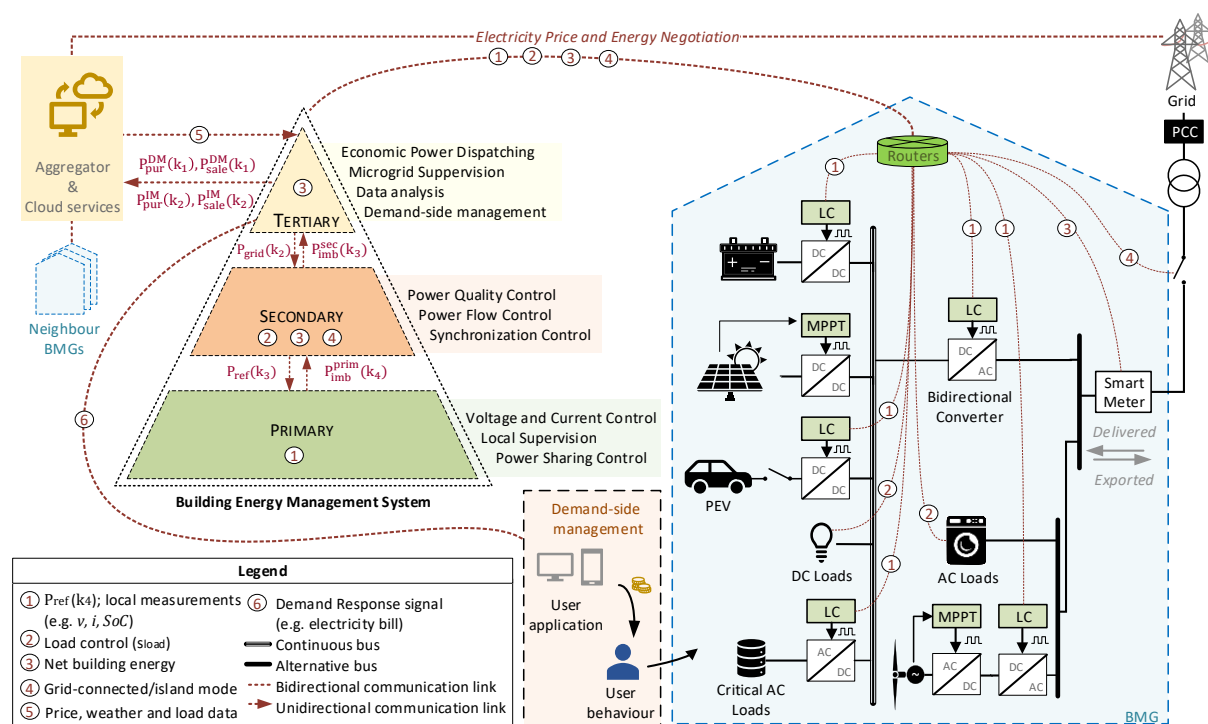 Electricity Price and Energy Negotiation
1 2 3 4
Grid
PCC
Aggregator
&
Cloud services
5
P_pur^DM(k1), P_sale^DM(k1)
P_pur^IM(k2), P_sale^IM(k2)
Neighbour
BMGs
3
TERTIARY
Economic Power Dispatching
Microgrid Suppervision
Data analysis
Demand-side management
P_grid(k2) P_imb^sec(k3)
SECONDARY
2 3 4
Power Quality Control
Power Flow Control
Synchronization Control
P_ref(k3) P_imb^prim(k4)
PRIMARY
1
Voltage and Current Control
Local Supervision
Power Sharing Control
Building Energy Management System
6
Routers
1
1
1
3
4
LC
DC
DC
MPPT
DC
DC
LC
DC
AC
Bidirectional
Converter
Smart
Meter
Delivered
Exported
1
LC
DC
DC
PEV
2
DC Loads
2
AC Loads
1
LC
AC
DC
Critical AC
Loads
MPPT
LC
~
AC
DC
DC
AC
BMG
Demand-side
management
User
application
User
behaviour
Legend
1 Pref(k4); local measurements
(e.g. v, i, SoC)
2 Load control (sload)
3 Net building energy
4 Grid-connected/island mode
5 Price, weather and load data
6 Demand Response signal
(e.g. electricity bill)
Continuous bus
Alternative bus
Bidirectional communication link
Unidirectional communication link